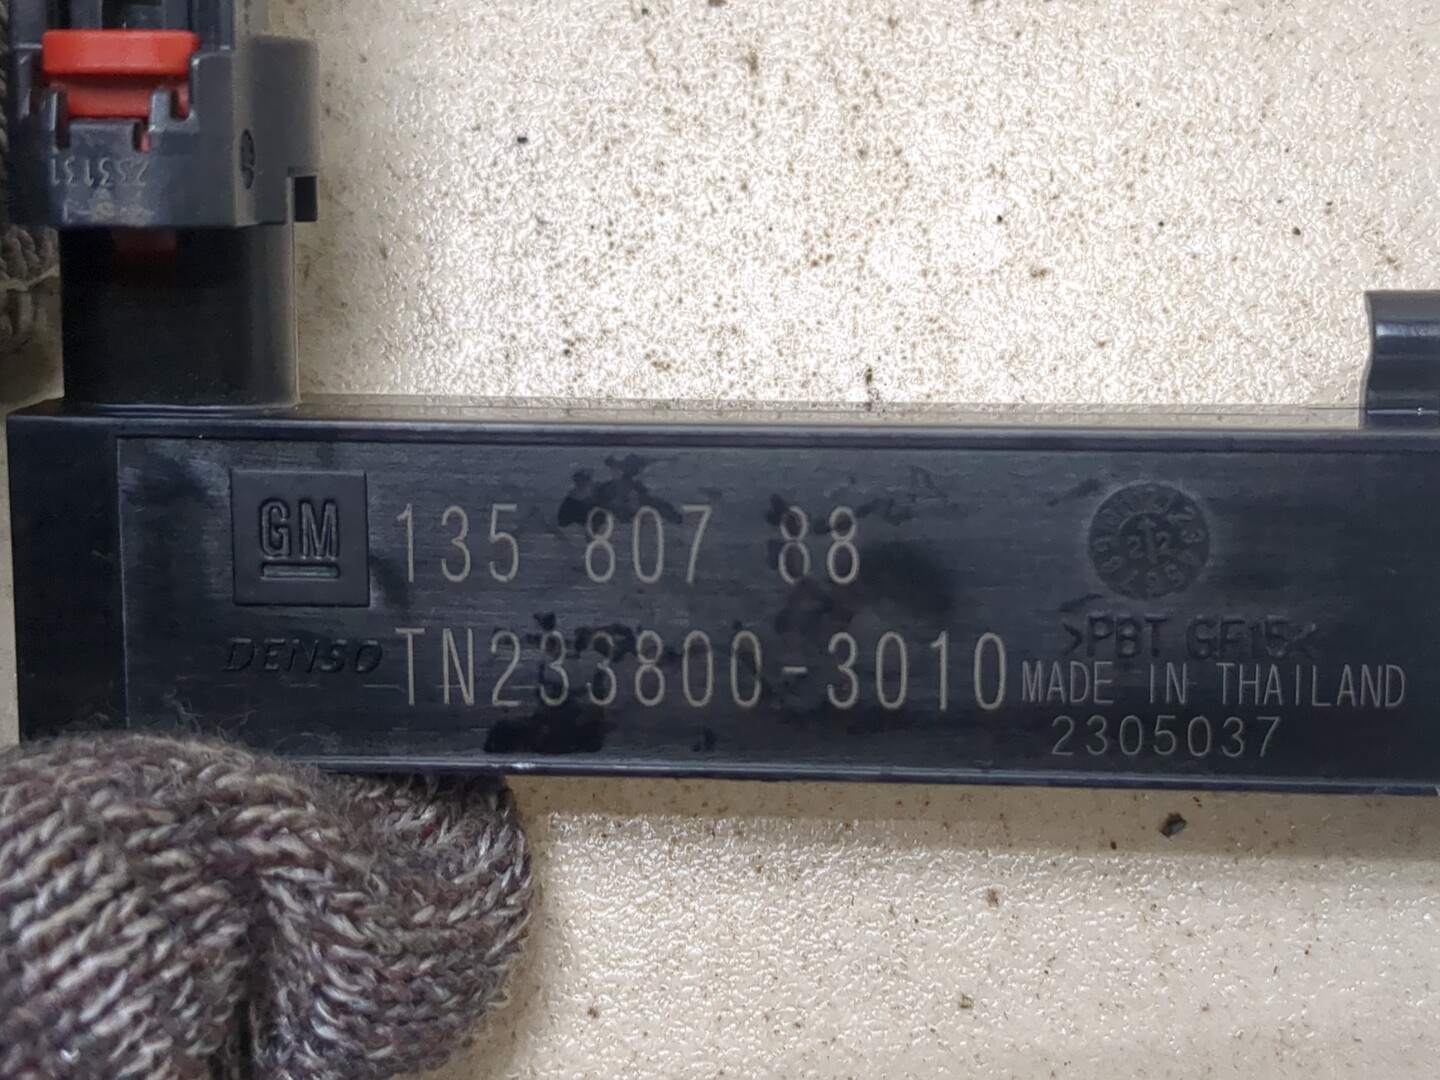 GM 135 807 88
DENSO TN233800-3010
>PBT GF15<
MADE IN THAILAND
2305037